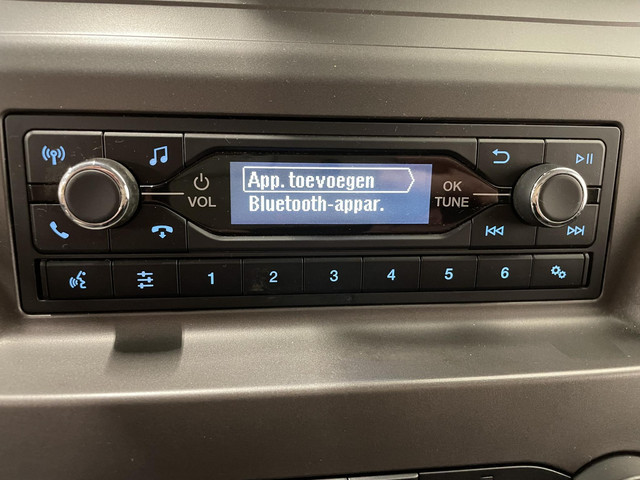 App. toevoegen
Bluetooth-appar.
VOL
OK
TUNE
1 2 3 4 5 6